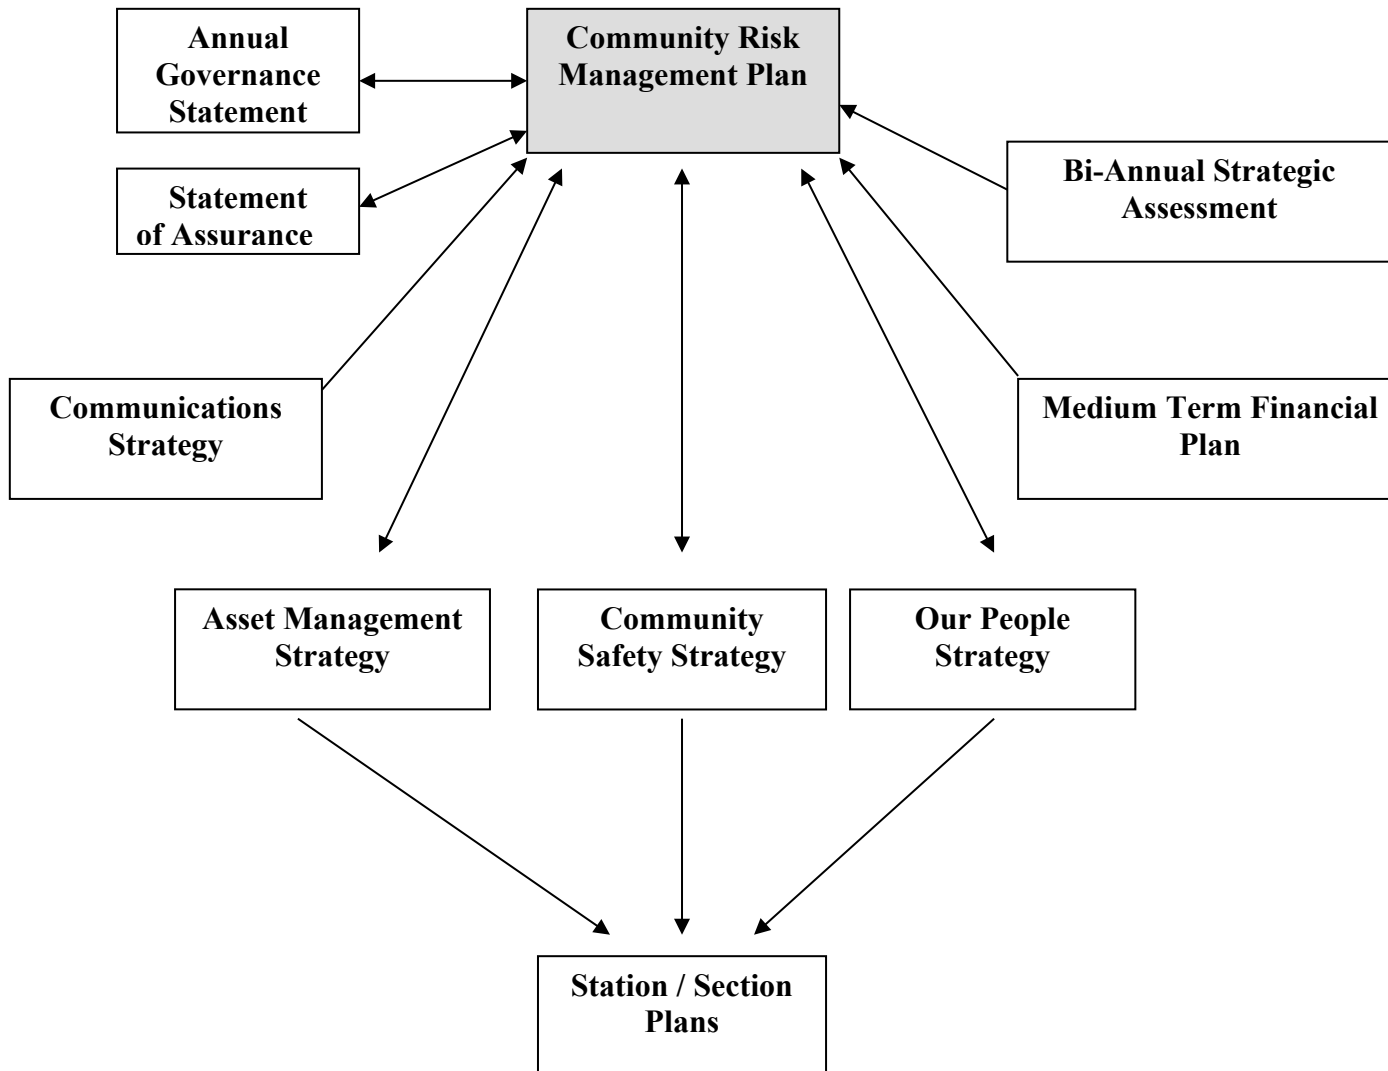 Annual
Governance
Statement
Community Risk
Management Plan
Statement
of Assurance
Bi-Annual Strategic
Assessment
Communications
Strategy
Medium Term Financial
Plan
Asset Management
Strategy
Community
Safety Strategy
Our People
Strategy
Station / Section
Plans